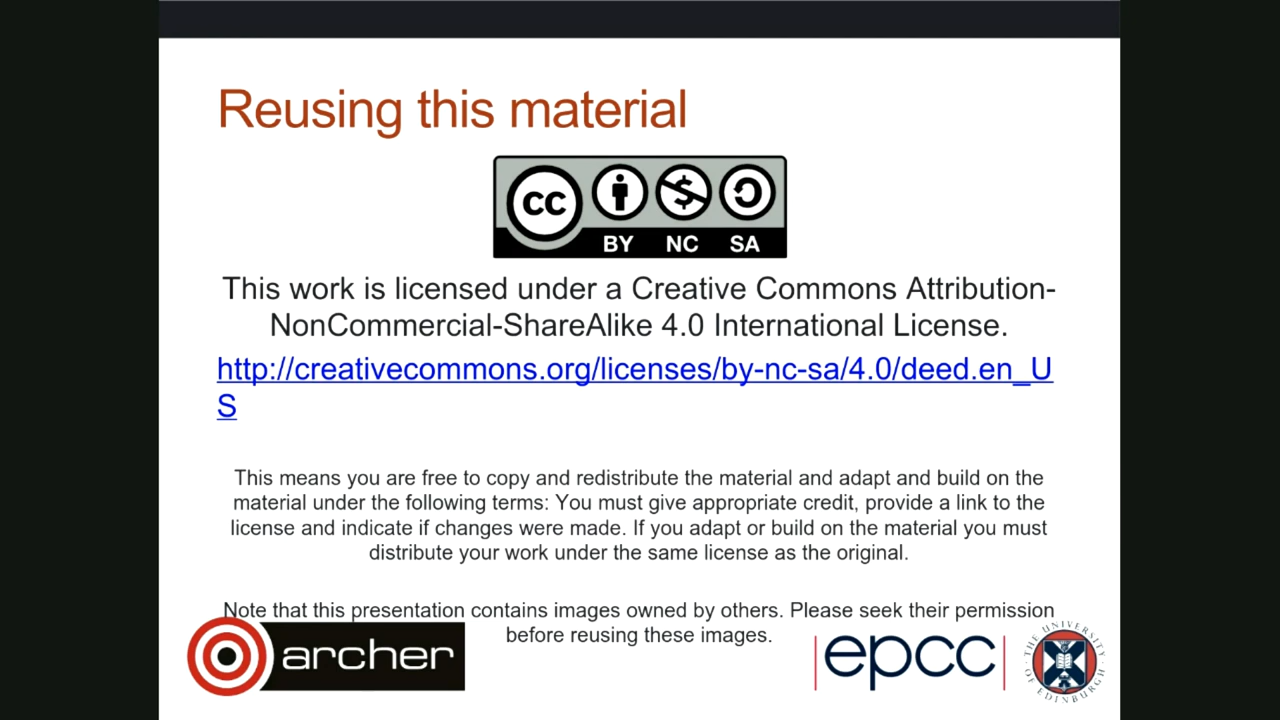 Reusing this material
CC
BY NC SA
This work is licensed under a Creative Commons Attribution-
NonCommercial-ShareAlike 4.0 International License.
http://creativecommons.org/licenses/by-nc-sa/4.0/deed.en_U
S
This means you are free to copy and redistribute the material and adapt and build on the
material under the following terms: You must give appropriate credit, provide a link to the
license and indicate if changes were made. If you adapt or build on the material you must
distribute your work under the same license as the original.
Note that this presentation contains images owned by others. Please seek their permission
before reusing these images.
archer
epcc
THE UNIVERSITY OF EDINBURGH